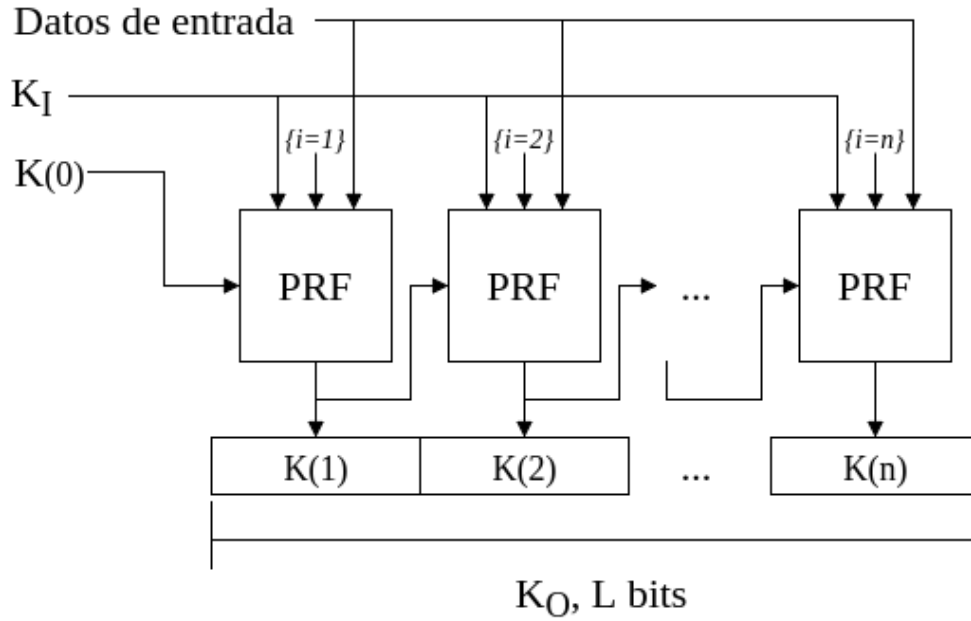 Datos de entrada
K_I
{i=1} {i=2} {i=n}
K(0)
PRF PRF ... PRF
K(1) K(2) ... K(n)
K_O, L bits